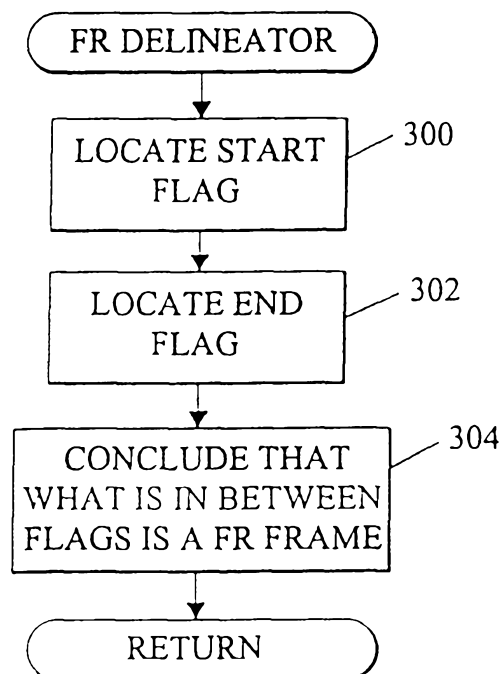 FR DELINEATOR
LOCATE START
FLAG
300
LOCATE END
FLAG
302
CONCLUDE THAT
WHAT IS IN BETWEEN
FLAGS IS A FR FRAME
304
RETURN